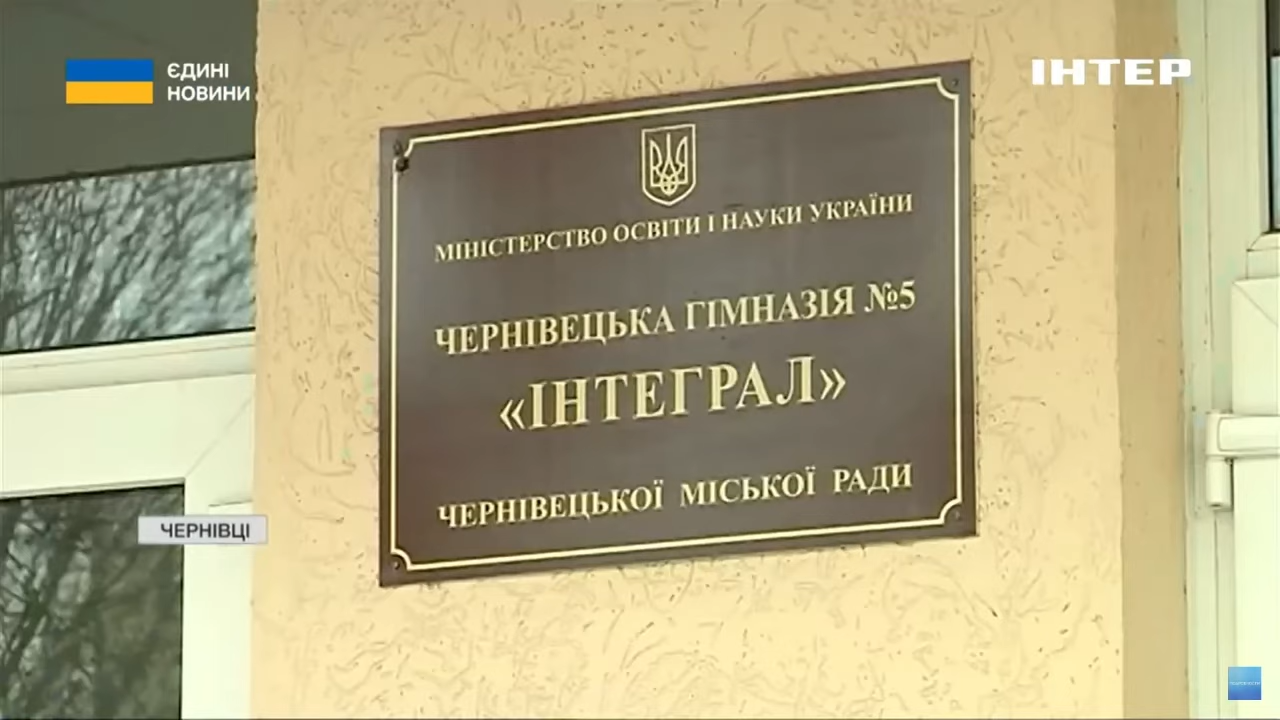 ЄДИНІ
НОВИНИ
ІНТЕР
МІНІСТЕРСТВО ОСВІТИ І НАУКИ УКРАЇНИ
ЧЕРНІВЕЦЬКА ГІМНАЗІЯ №5
«ІНТЕГРАЛ»
ЧЕРНІВЕЦЬКОЇ МІСЬКОЇ РАДИ
ЧЕРНІВЦІ